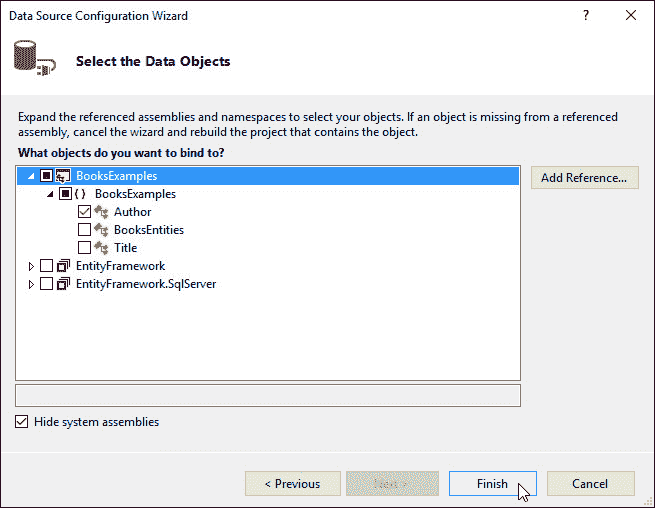 Data Source Configuration Wizard
?
Select the Data Objects
Expand the referenced assemblies and namespaces to select your objects. If an object is missing from a referenced
assembly, cancel the wizard and rebuild the project that contains the object.
What objects do you want to bind to?
BooksExamples
Add Reference...
{ } BooksExamples
Author
BooksEntities
Title
EntityFramework
EntityFramework.SqlServer
Hide system assemblies
< Previous
Next >
Finish
Cancel